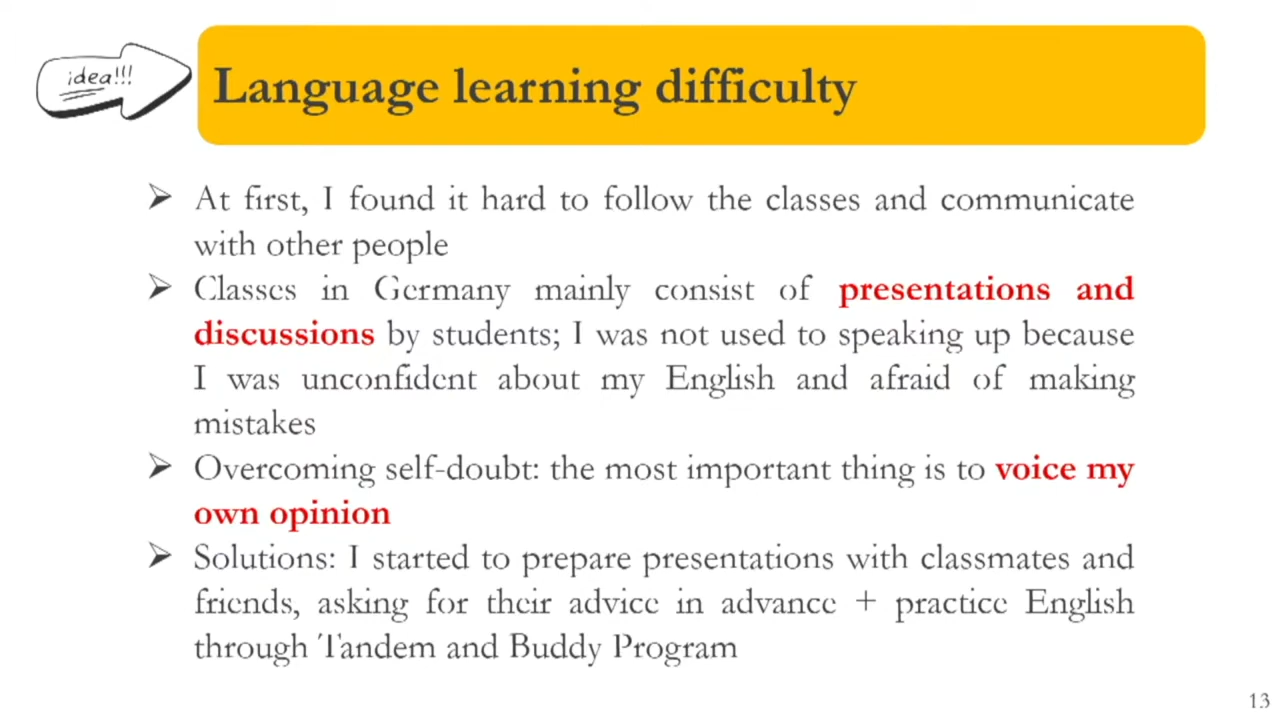 idea!!!
Language learning difficulty
➢ At first, I found it hard to follow the classes and communicate
with other people
➢ Classes in Germany mainly consist of presentations and
discussions by students; I was not used to speaking up because
I was unconfident about my English and afraid of making
mistakes
➢ Overcoming self-doubt: the most important thing is to voice my
own opinion
➢ Solutions: I started to prepare presentations with classmates and
friends, asking for their advice in advance + practice English
through Tandem and Buddy Program
13